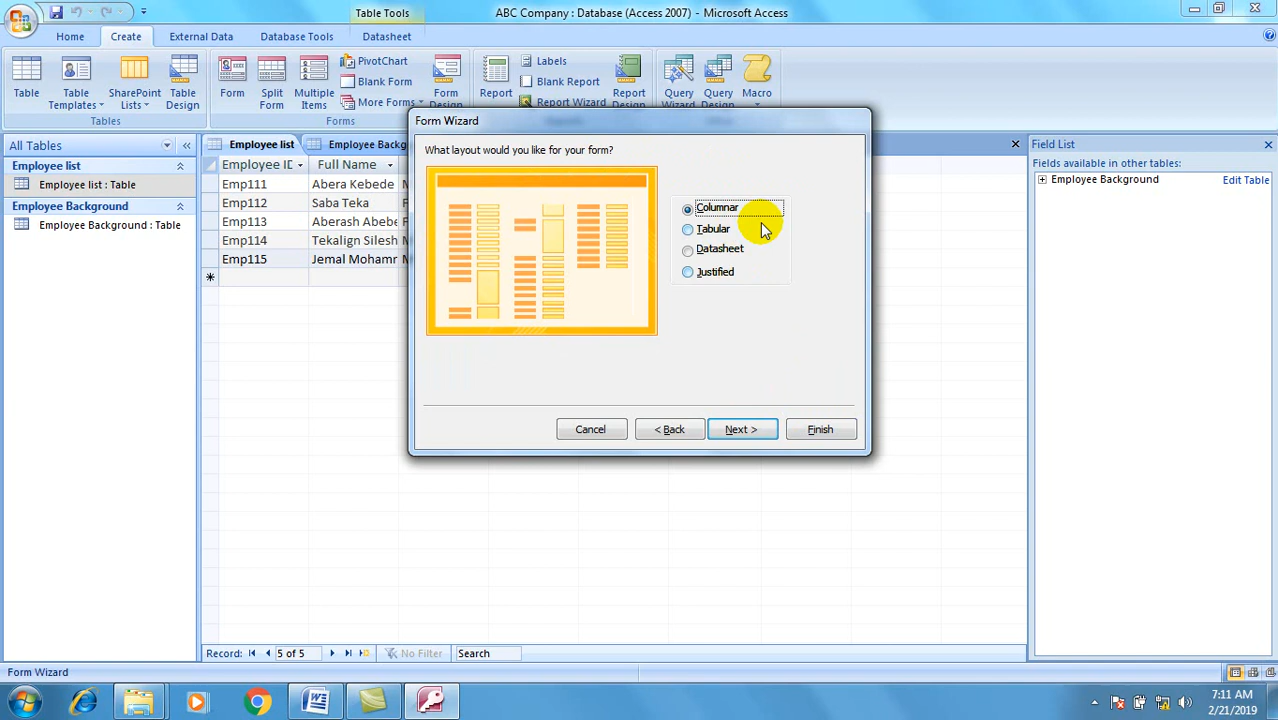 Table Tools
ABC Company : Database (Access 2007) - Microsoft Access
Home
Create
External Data
Database Tools
Datasheet
Table
Table Templates
SharePoint Lists
Table Design
Tables
Form
Split Form
Multiple Items
PivotChart
Blank Form
More Forms
Form Design
Forms
Report
Labels
Blank Report
Report Wizard
Report Design
Query Wizard
Query Design
Macro
All Tables
Employee list
Employee list : Table
Employee Background
Employee Background : Table
Employee list
Employee Backg
Employee ID
Full Name
Emp111
Abera Kebede
Emp112
Saba Teka
Emp113
Aberash Abebe
Emp114
Tekalign Silesh
Emp115
Jemal Mohamm
Form Wizard
What layout would you like for your form?
Columnar
Tabular
Datasheet
Justified
Cancel
< Back
Next >
Finish
Field List
Fields available in other tables:
Employee Background
Edit Table
Record:
5 of 5
No Filter
Search
Form Wizard
7:11 AM
2/21/2019